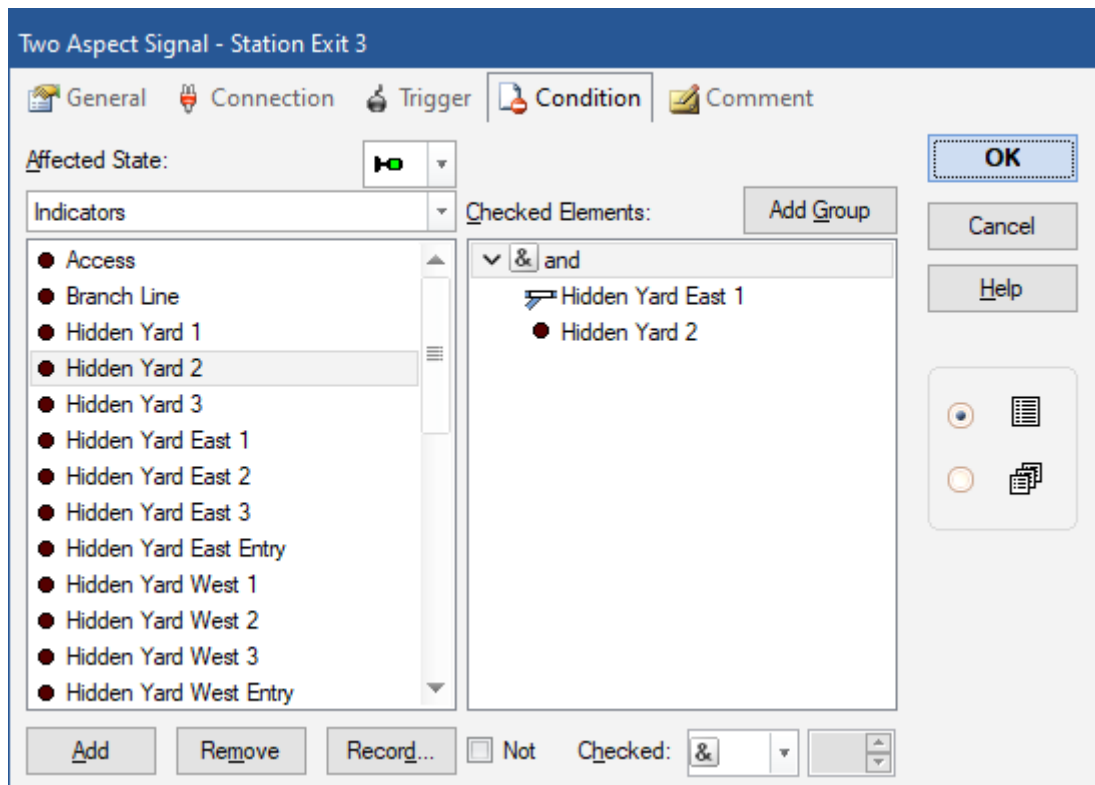 Two Aspect Signal - Station Exit 3
General Connection Trigger Condition Comment
Affected State:
Indicators
Access
Branch Line
Hidden Yard 1
Hidden Yard 2
Hidden Yard 3
Hidden Yard East 1
Hidden Yard East 2
Hidden Yard East 3
Hidden Yard East Entry
Hidden Yard West 1
Hidden Yard West 2
Hidden Yard West 3
Hidden Yard West Entry
Add Remove Record...
Checked Elements: Add Group
& and
Hidden Yard East 1
Hidden Yard 2
Not Checked: &
OK
Cancel
Help